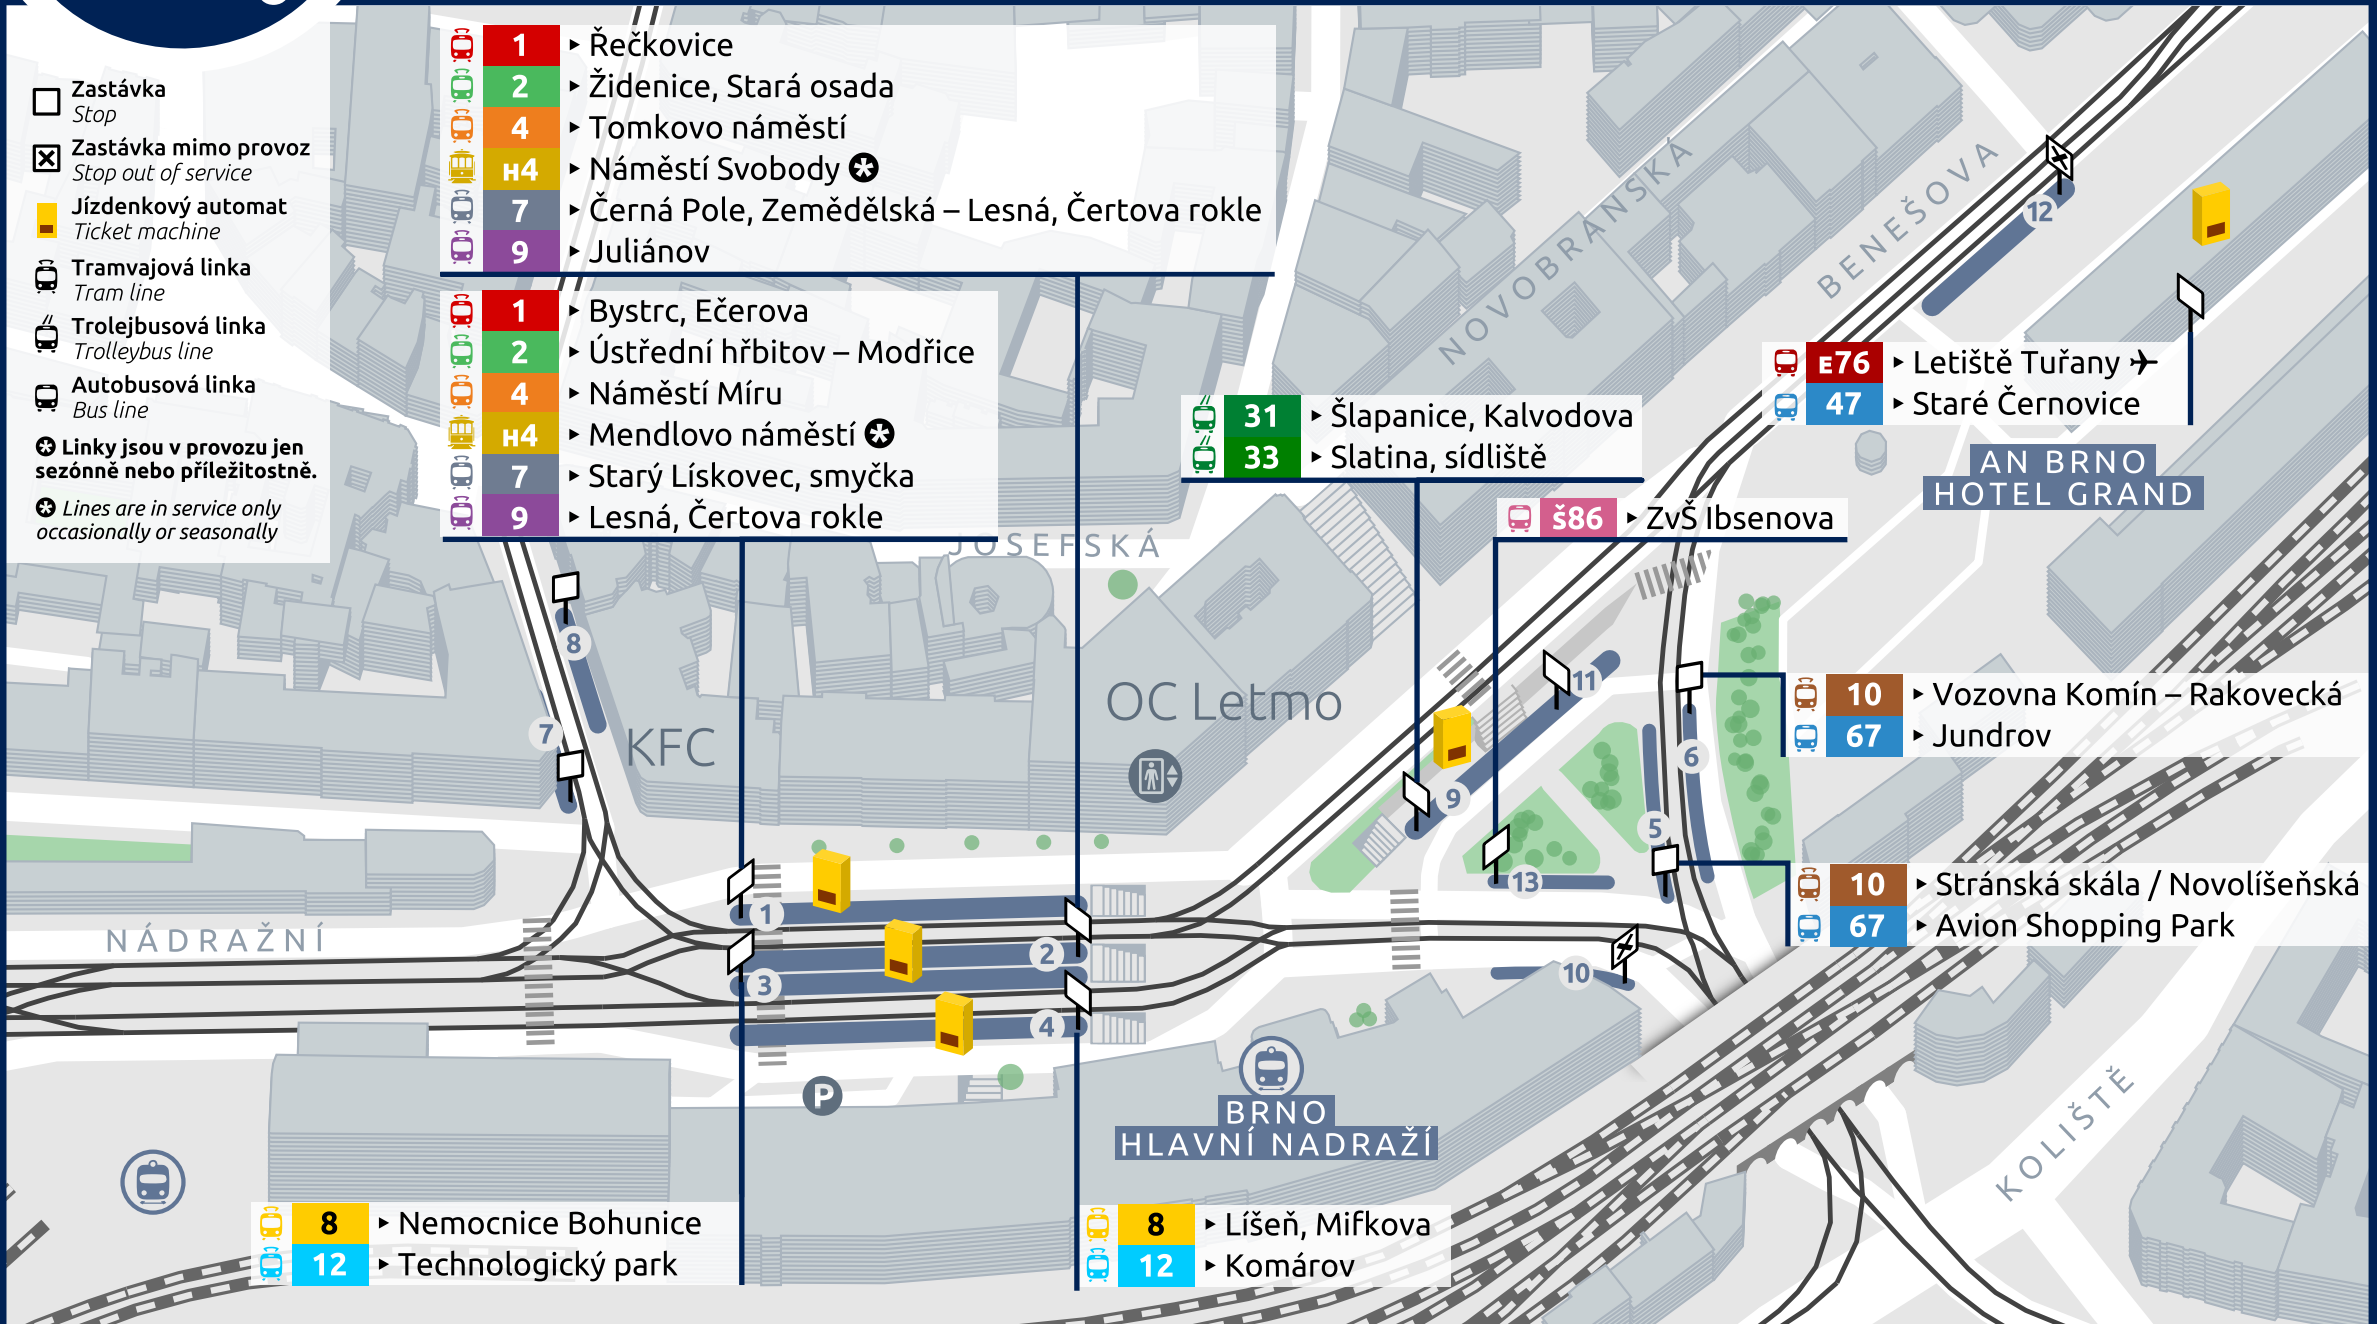 Zastávka
Stop
Zastávka mimo provoz
Stop out of service
Jízdenkový automat
Ticket machine
Tramvajová linka
Tram line
Trolejbusová linka
Trolleybus line
Autobusová linka
Bus line
Linky jsou v provozu jen
sezónně nebo příležitostně.
Lines are in service only
occasionally or seasonally
1 ▸ Řečkovice
2 ▸ Židenice, Stará osada
4 ▸ Tomkovo náměstí
H4 ▸ Náměstí Svobody
7 ▸ Černá Pole, Zemědělská – Lesná, Čertova rokle
9 ▸ Juliánov
1 ▸ Bystrc, Ečerova
2 ▸ Ústřední hřbitov – Modřice
4 ▸ Náměstí Míru
H4 ▸ Mendlovo náměstí
7 ▸ Starý Lískovec, smyčka
9 ▸ Lesná, Čertova rokle
NOVOBRANSKÁ
BENEŠOVA
12
E76 ▸ Letiště Tuřany
47 ▸ Staré Černovice
AN BRNO
HOTEL GRAND
31 ▸ Šlapanice, Kalvodova
33 ▸ Slatina, sídliště
Š86 ▸ ZvŠ Ibsenova
JOSEFSKÁ
8
7
KFC
OC Letmo
11
9
6
5
13
10 ▸ Vozovna Komín – Rakovecká
67 ▸ Jundrov
10 ▸ Stránská skála / Novolíšeňská
67 ▸ Avion Shopping Park
NÁDRAŽNÍ
1
2
3
4
10
P
BRNO
HLAVNÍ NADRAŽÍ
KOLIŠTĚ
8 ▸ Nemocnice Bohunice
12 ▸ Technologický park
8 ▸ Líšeň, Mifkova
12 ▸ Komárov